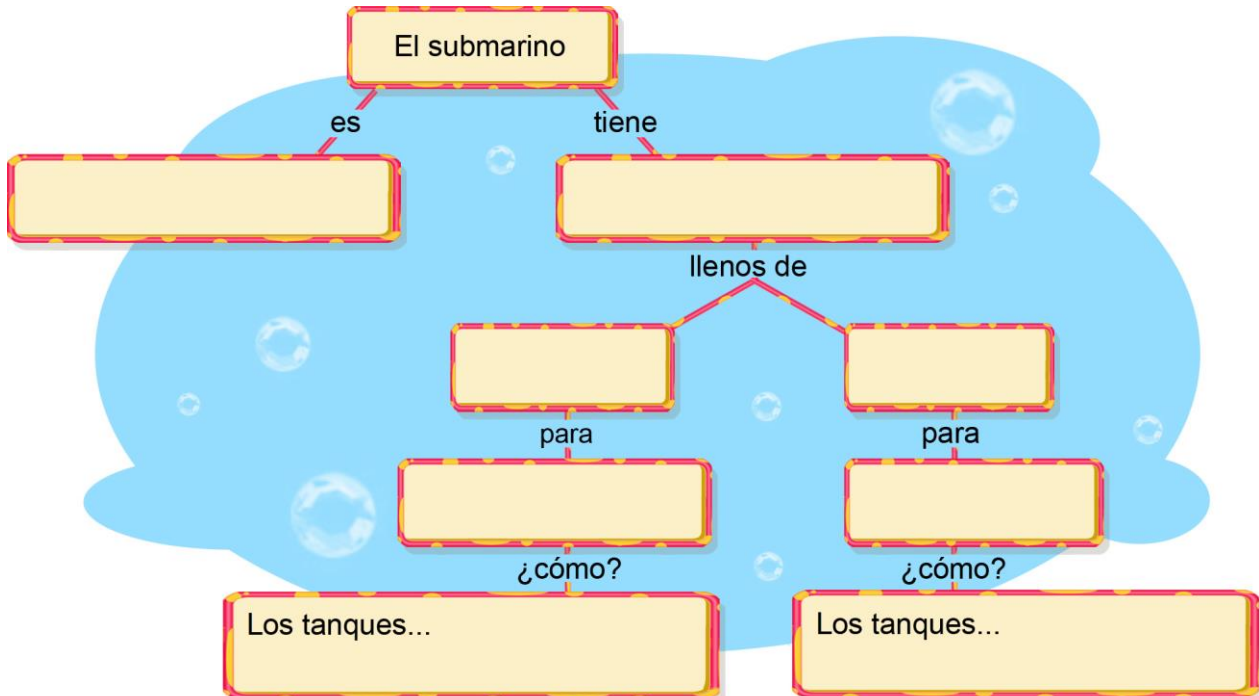 El submarino
es
tiene
llenos de
para
para
¿cómo?
¿cómo?
Los tanques...
Los tanques...